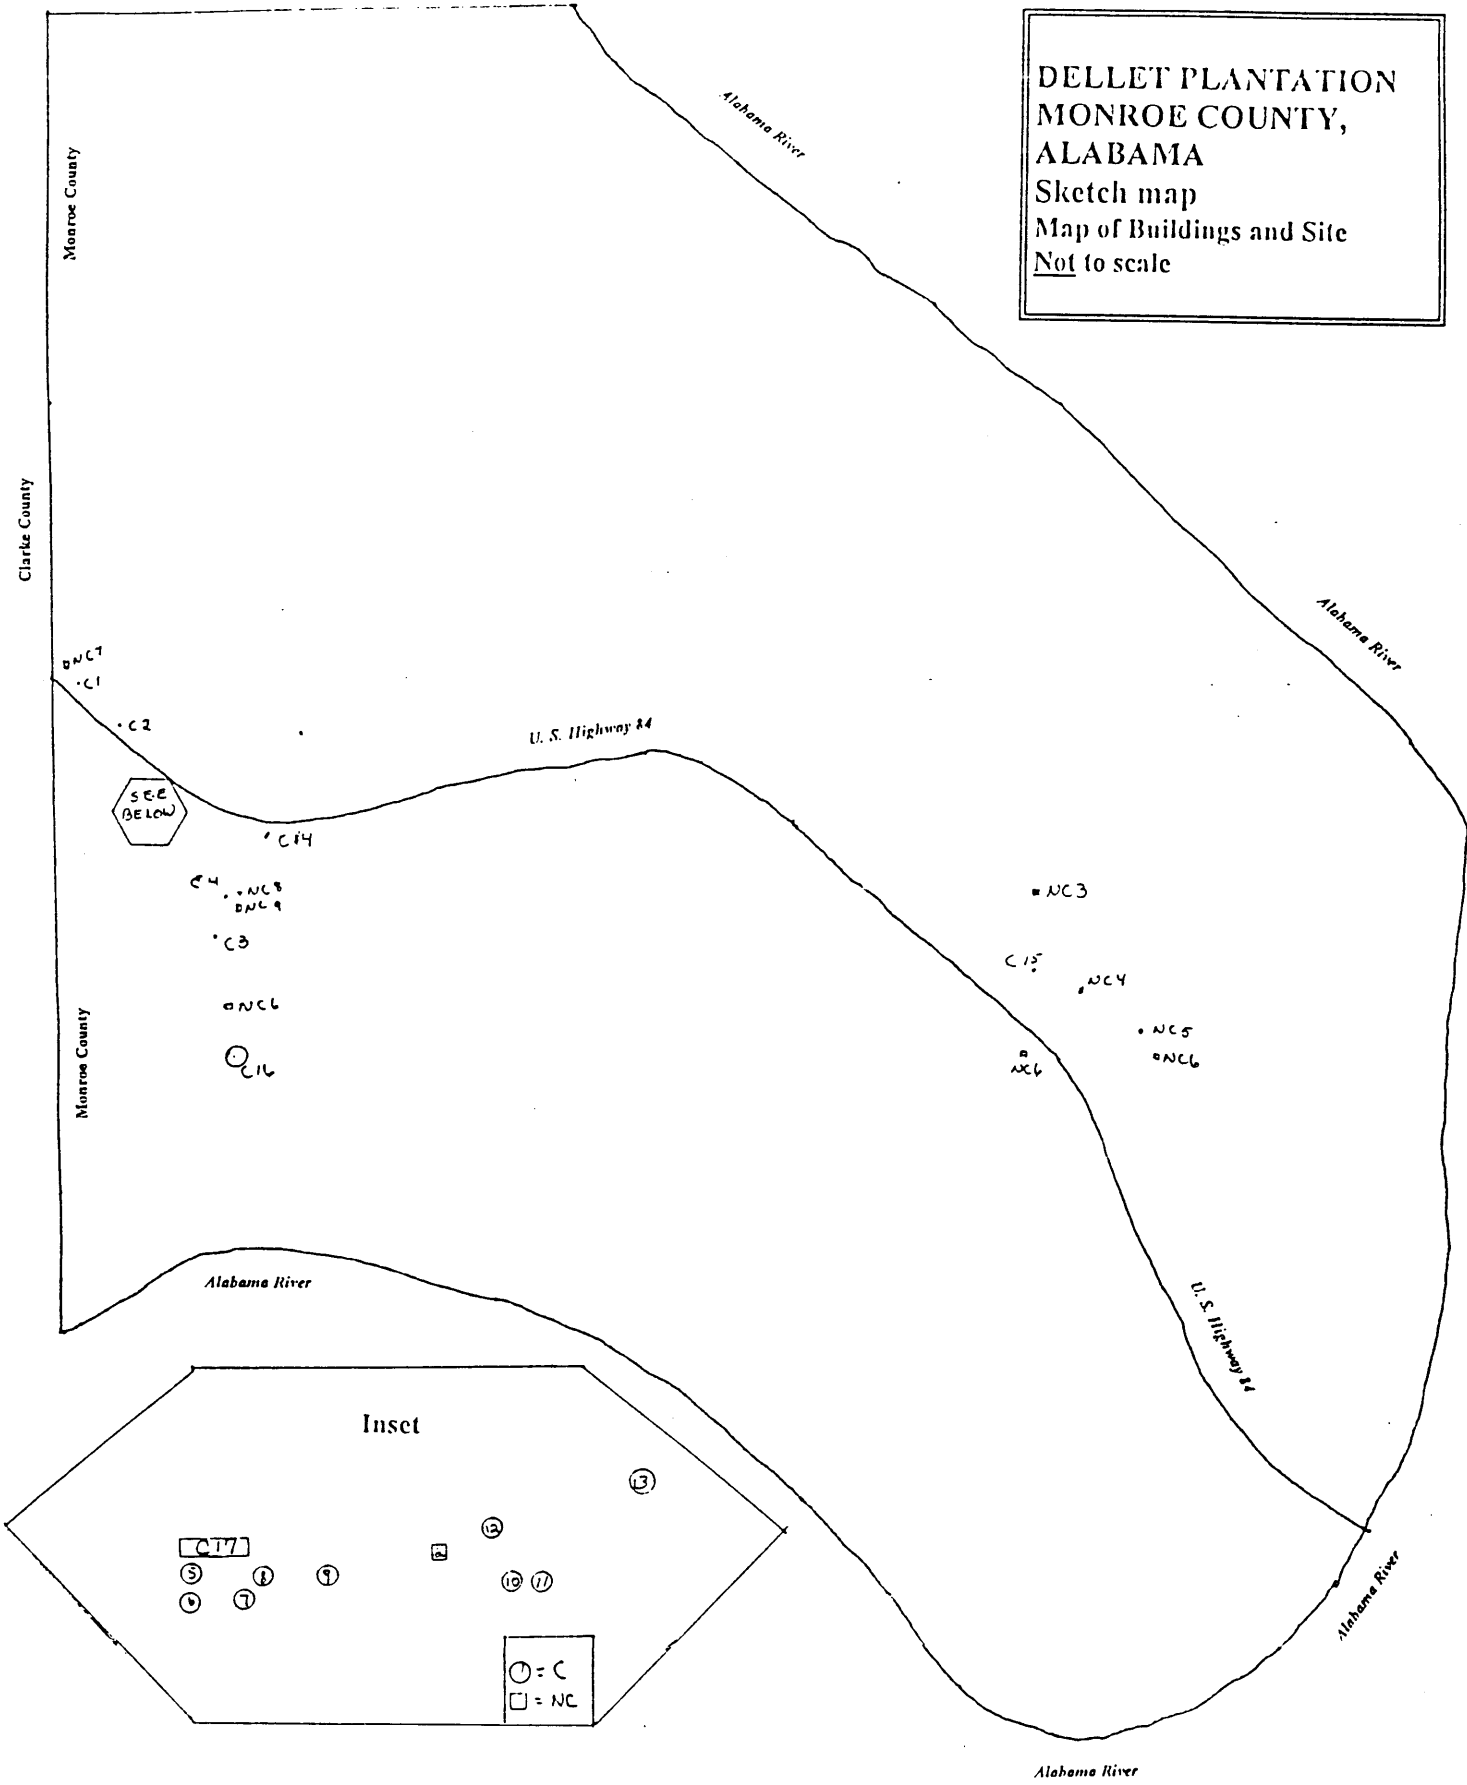 DELLET PLANTATION
MONROE COUNTY,
ALABAMA
Sketch map
Map of Buildings and Site
Not to scale
Alabama River
Monroe County
Clarke County
Alabama River
NC7
C1
C2
U. S. Highway 84
SEE
BELOW
C14
C4
NC8
NC9
C3
NC6
C16
Monroe County
NC3
C15
NC4
NC5
NC6
NC6
Alabama River
U. S. Highway 84
Inset
13
12
C17
2
5
8
9
10
11
6
7
= C
= NC
Alabama River
Alabama River